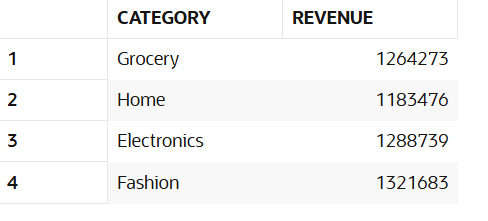 CATEGORY REVENUE
1 Grocery 1264273
2 Home 1183476
3 Electronics 1288739
4 Fashion 1321683